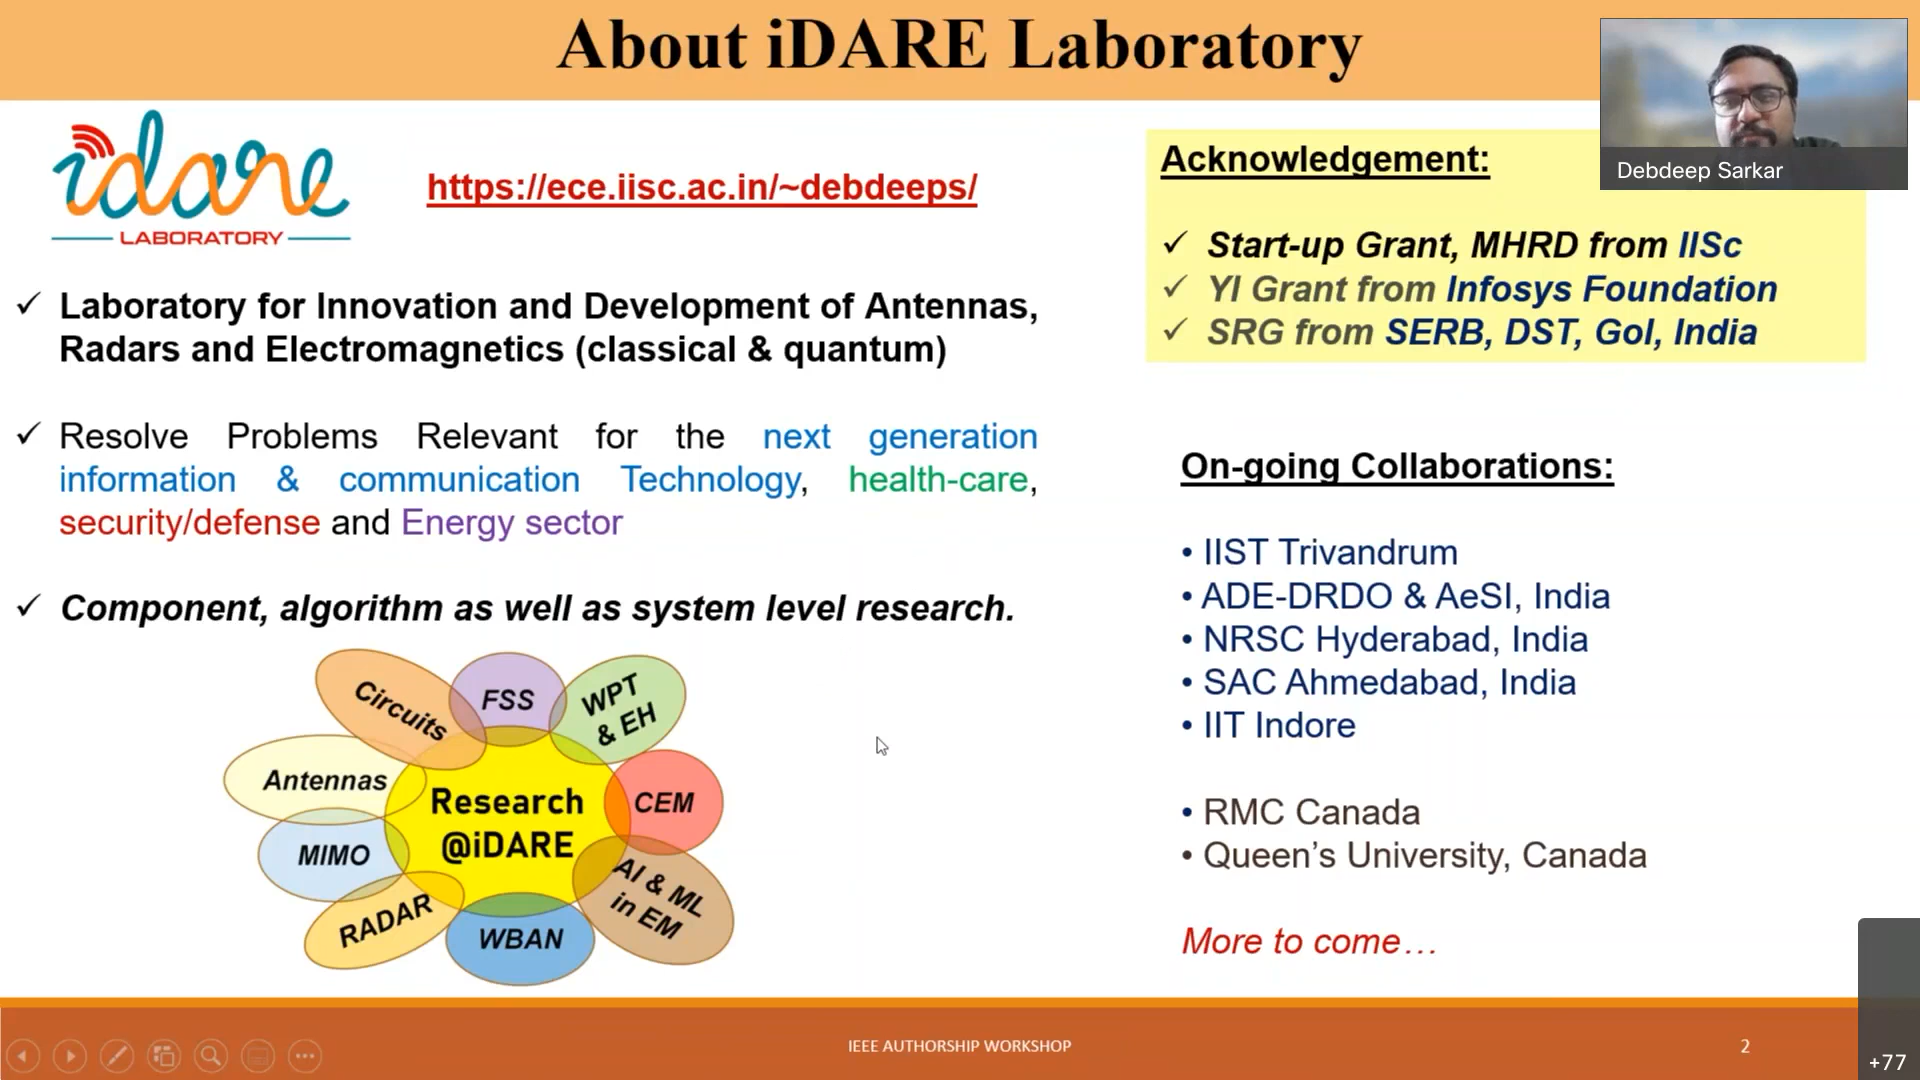 About iDARE Laboratory
Debdeep Sarkar
idare
LABORATORY
https://ece.iisc.ac.in/~debdeeps/
✓ Laboratory for Innovation and Development of Antennas,
Radars and Electromagnetics (classical & quantum)
✓ Resolve Problems Relevant for the next generation
information & communication Technology, health-care,
security/defense and Energy sector
✓ Component, algorithm as well as system level research.
Circuits
FSS
WPT
& EH
Antennas
Research
@iDARE
CEM
MIMO
AI & ML
in EM
RADAR
WBAN
Acknowledgement:
✓ Start-up Grant, MHRD from IISc
✓ YI Grant from Infosys Foundation
✓ SRG from SERB, DST, GoI, India
On-going Collaborations:
• IIST Trivandrum
• ADE-DRDO & AeSI, India
• NRSC Hyderabad, India
• SAC Ahmedabad, India
• IIT Indore
• RMC Canada
• Queen’s University, Canada
More to come…
IEEE AUTHORSHIP WORKSHOP
2
+77